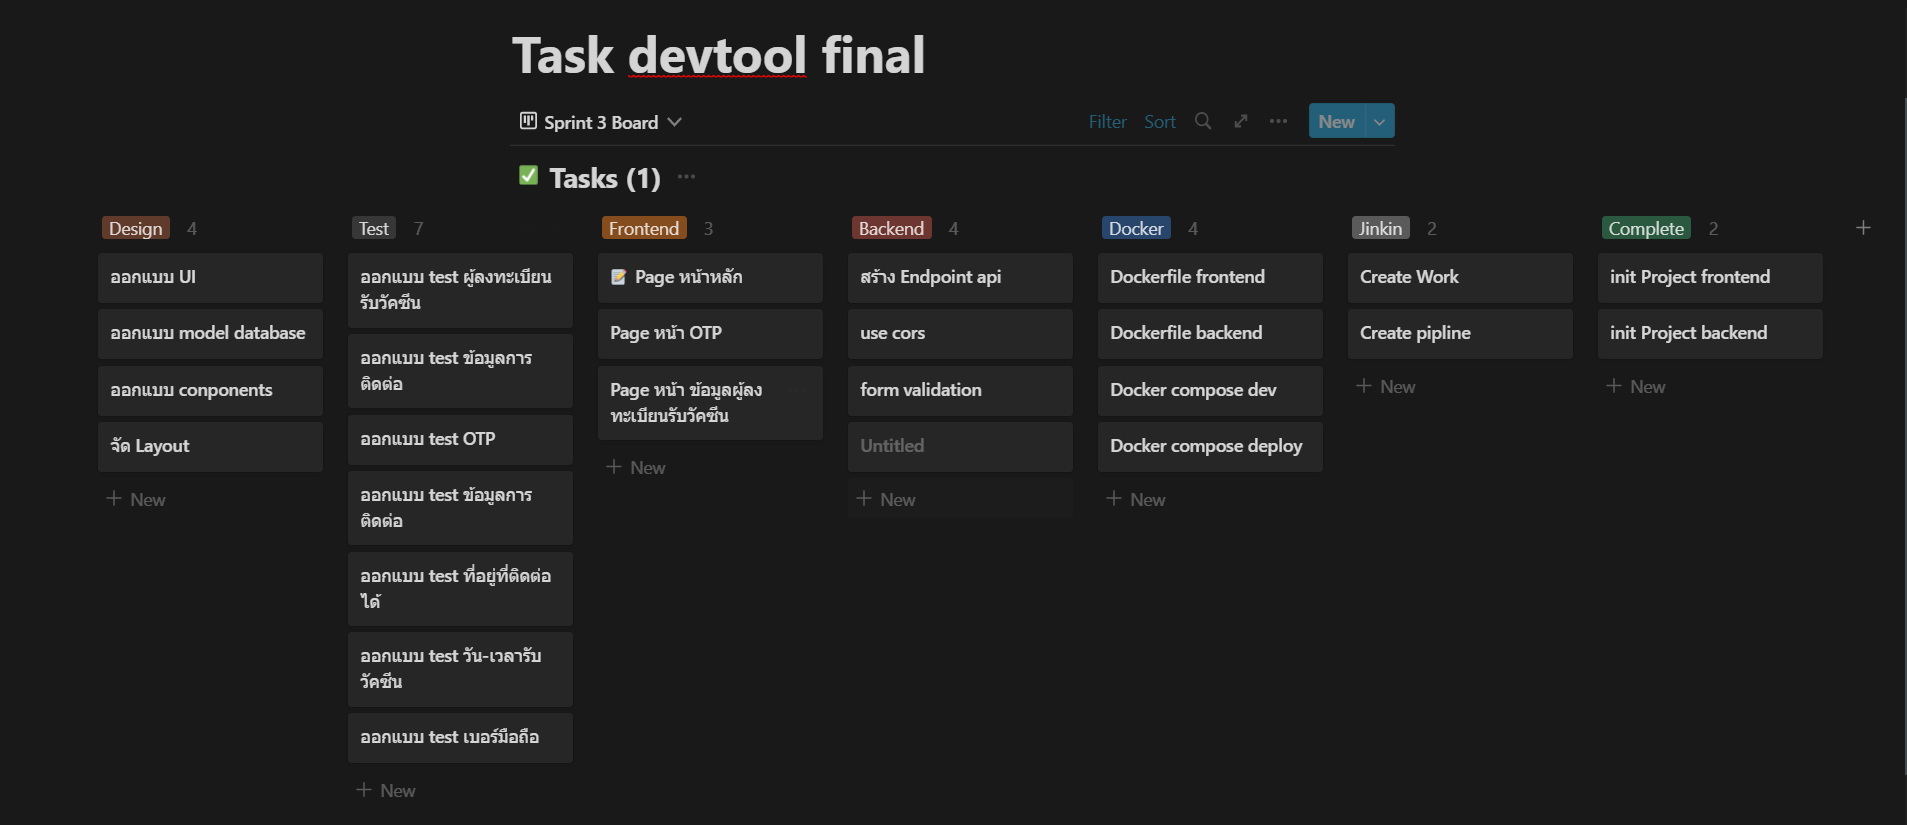 Task devtool final
Sprint 3 Board
Filter Sort New
Tasks (1)
Design 4
ออกแบบ UI
ออกแบบ model database
ออกแบบ conponents
จัด Layout
New
Test 7
ออกแบบ test ผู้ลงทะเบียน
รับวัคซีน
ออกแบบ test ข้อมูลการ
ติดต่อ
ออกแบบ test OTP
ออกแบบ test ข้อมูลการ
ติดต่อ
ออกแบบ test ที่อยู่ที่ติดต่อ
ได้
ออกแบบ test วัน-เวลารับ
วัคซีน
ออกแบบ test เบอร์มือถือ
New
Frontend 3
Page หน้าหลัก
Page หน้า OTP
Page หน้า ข้อมูลผู้ลง
ทะเบียนรับวัคซีน
New
Backend 4
สร้าง Endpoint api
use cors
form validation
Untitled
New
Docker 4
Dockerfile frontend
Dockerfile backend
Docker compose dev
Docker compose deploy
New
Jinkin 2
Create Work
Create pipline
New
Complete 2
init Project frontend
init Project backend
New